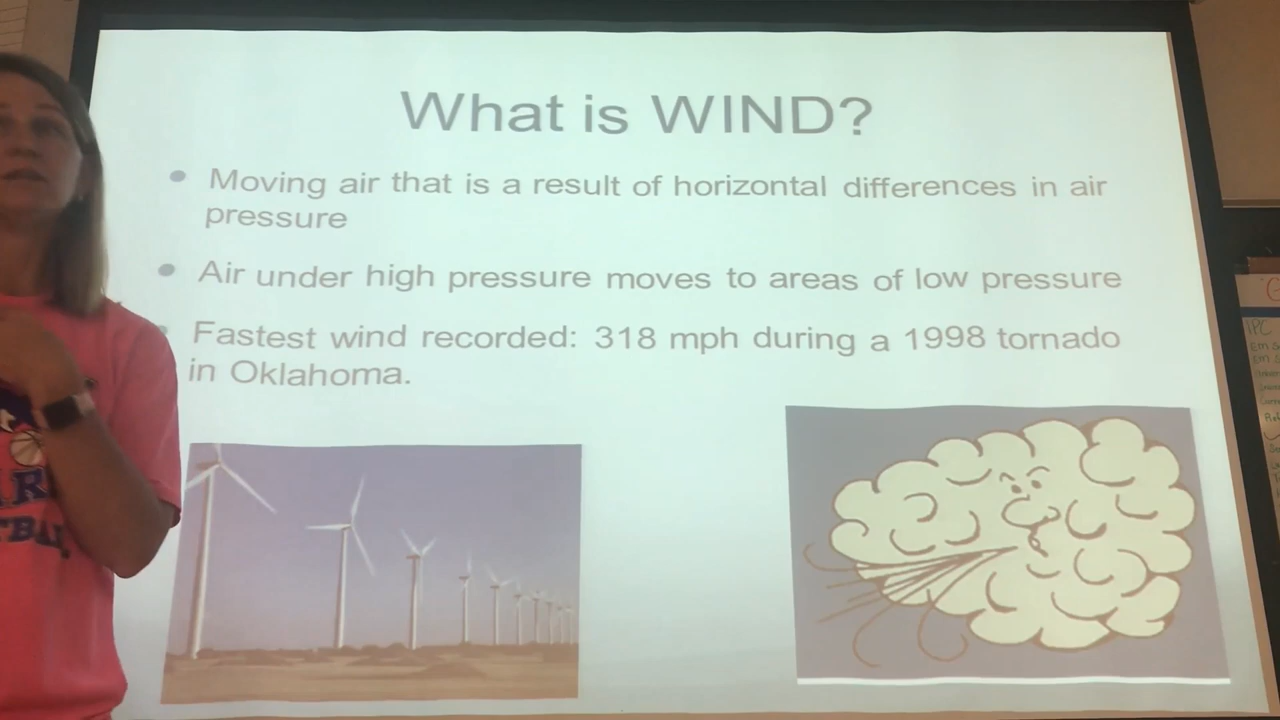 What is WIND?
Moving air that is a result of horizontal differences in air
pressure
Air under high pressure moves to areas of low pressure
Fastest wind recorded: 318 mph during a 1998 tornado
in Oklahoma.
IPC